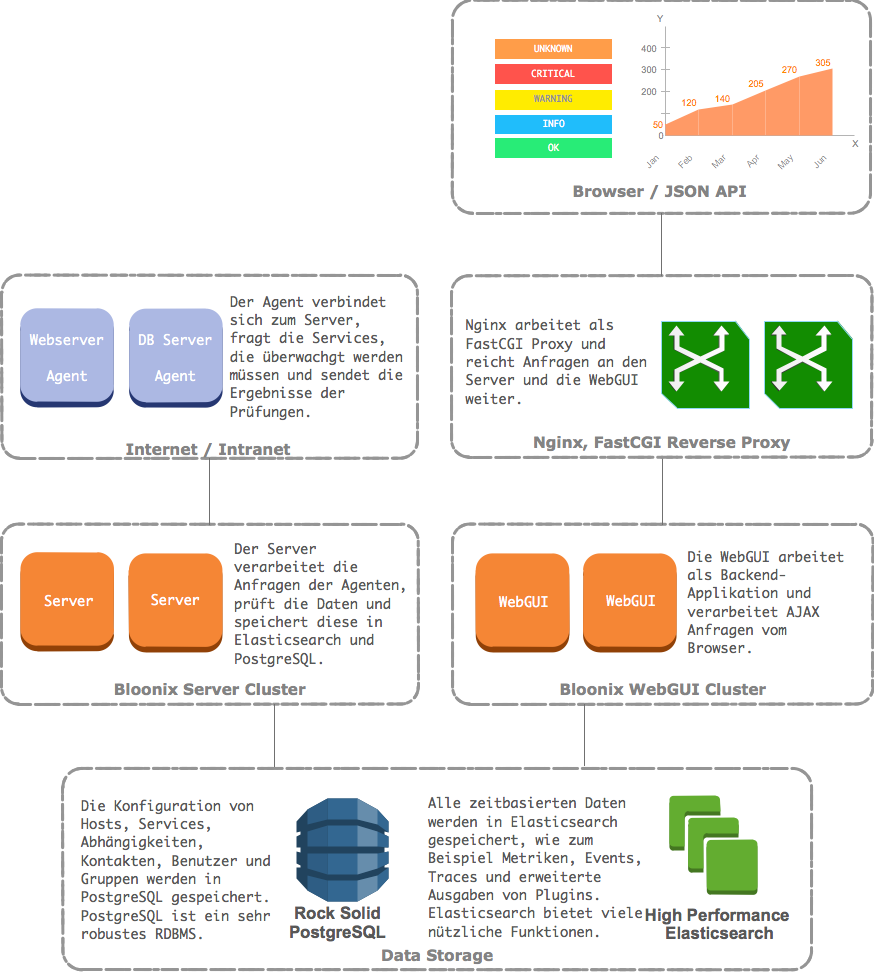 UNKNOWN
CRITICAL
WARNING
INFO
OK
Y
400
300
200
0
50
120
140
205
270
305
X
Jan
Feb
Mar
Apr
May
Jun
Browser / JSON API
Webserver
Agent
DB Server
Agent
Der Agent verbindet
sich zum Server,
fragt die Services,
die überwachgt werden
müssen und sendet die
Ergebnisse der
Prüfungen.
Internet / Intranet
Nginx arbeitet als
FastCGI Proxy und
reicht Anfragen an den
Server und die WebGUI
weiter.
Nginx, FastCGI Reverse Proxy
Server
Server
Der Server
verarbeitet die
Anfragen der Agenten,
prüft die Daten und
speichert diese in
Elasticsearch und
PostgreSQL.
Bloonix Server Cluster
WebGUI
WebGUI
Die WebGUI arbeitet
als Backend-
Applikation und
verarbeitet AJAX
Anfragen vom
Browser.
Bloonix WebGUI Cluster
Die Konfiguration von
Hosts, Services,
Abhängigkeiten,
Kontakten, Benutzer und
Gruppen werden in
PostgreSQL gespeichert.
PostgreSQL ist ein sehr
robustes RDBMS.
Rock Solid
PostgreSQL
Alle zeitbasierten Daten
werden in Elasticsearch
gespeichert, wie zum
Beispiel Metriken, Events,
Traces und erweiterte
Ausgaben von Plugins.
Elasticsearch bietet viele
nützliche Funktionen.
High Performance
Elasticsearch
Data Storage